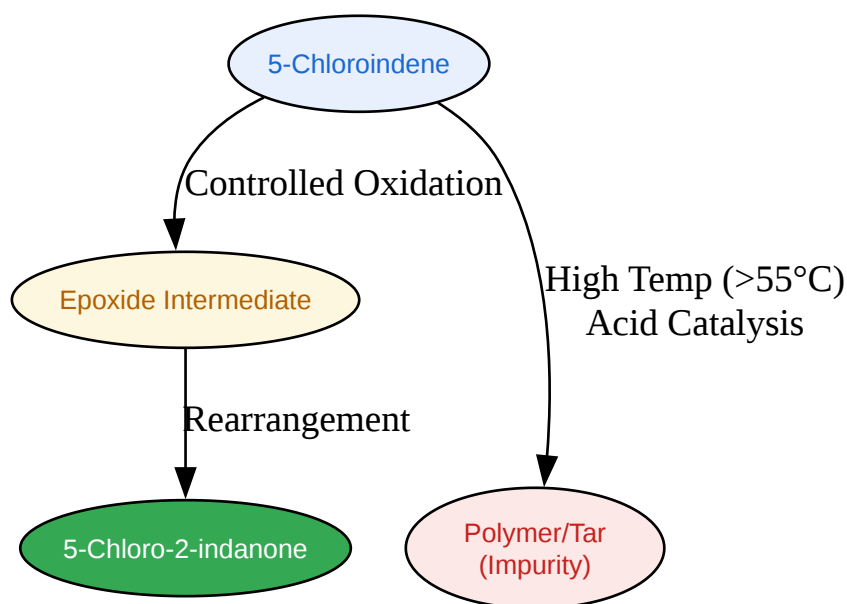 5-Chloroindene
Controlled Oxidation
High Temp (>55°C)
Acid Catalysis
Epoxide Intermediate
Rearrangement
5-Chloro-2-indanone
Polymer/Tar
(Impurity)